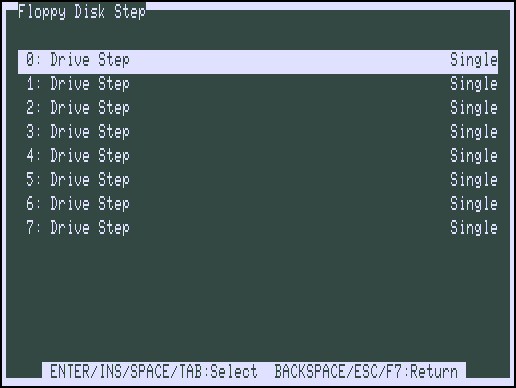 Floppy Disk Step
0: Drive Step Single
1: Drive Step Single
2: Drive Step Single
3: Drive Step Single
4: Drive Step Single
5: Drive Step Single
6: Drive Step Single
7: Drive Step Single
ENTER/INS/SPACE/TAB:Select BACKSPACE/ESC/F7:Return